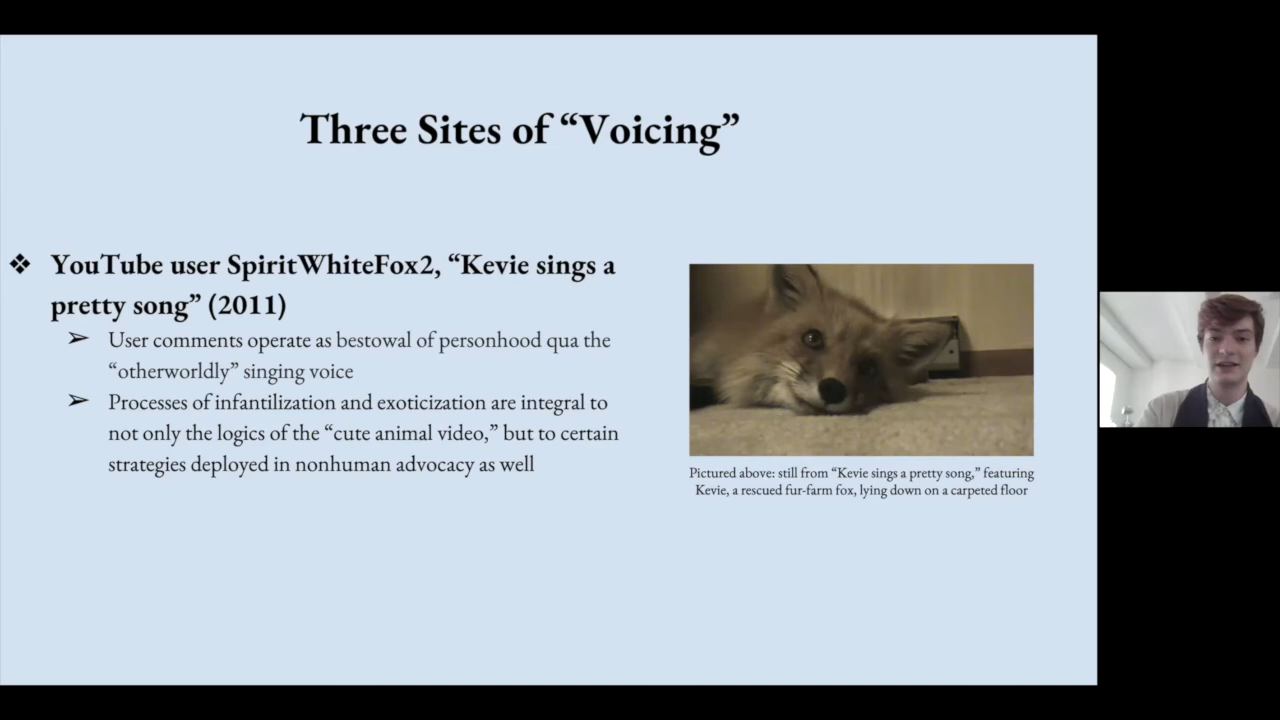 Three Sites of “Voicing”
❖ YouTube user SpiritWhiteFox2, “Kevie sings a
pretty song” (2011)
➢ User comments operate as bestowal of personhood qua the
“otherworldly” singing voice
➢ Processes of infantilization and exoticization are integral to
not only the logics of the “cute animal video,” but to certain
strategies deployed in nonhuman advocacy as well
Pictured above: still from “Kevie sings a pretty song,” featuring
Kevie, a rescued fur-farm fox, lying down on a carpeted floor